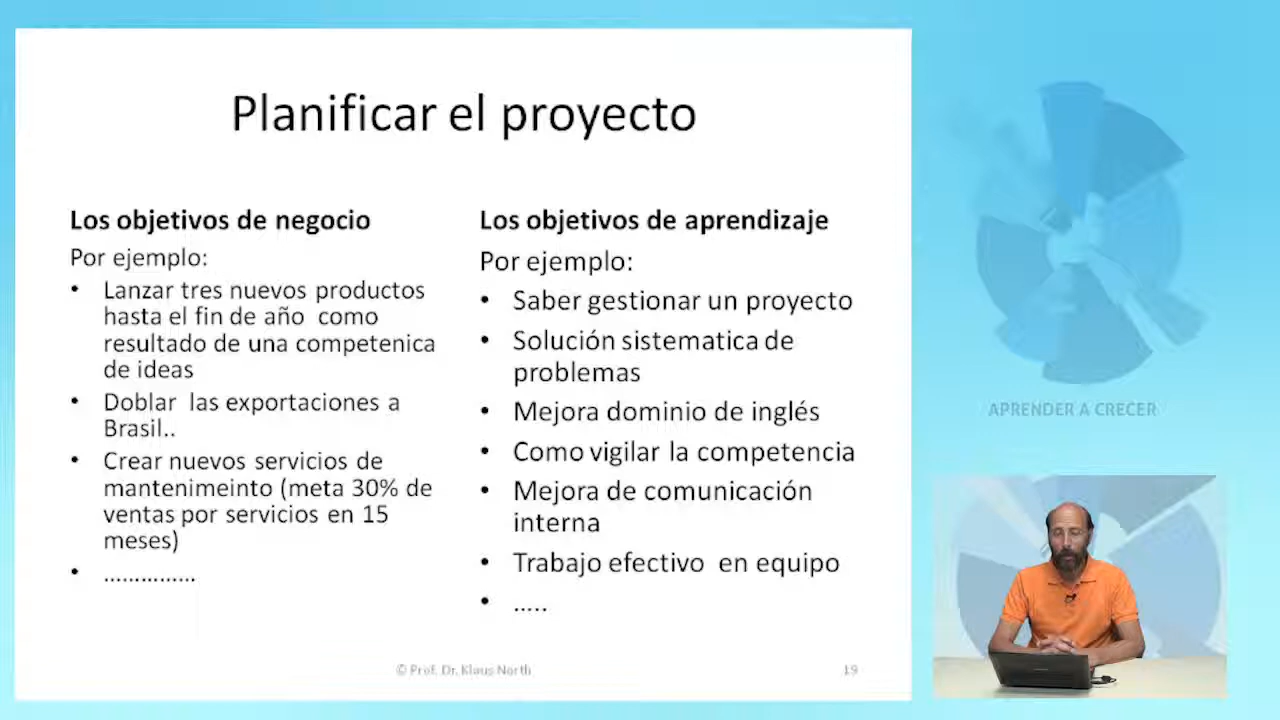 Planificar el proyecto
Los objetivos de negocio
Por ejemplo:
• Lanzar tres nuevos productos
hasta el fin de año como
resultado de una competenica
de ideas
• Doblar las exportaciones a
Brasil..
• Crear nuevos servicios de
mantenimeinto (meta 30% de
ventas por servicios en 15
meses)
• ……………
Los objetivos de aprendizaje
Por ejemplo:
• Saber gestionar un proyecto
• Solución sistematica de
problemas
• Mejora dominio de inglés
• Como vigilar la competencia
• Mejora de comunicación
interna
• Trabajo efectivo en equipo
• …..
© Prof. Dr. Klaus North
19
APRENDER A CRECER